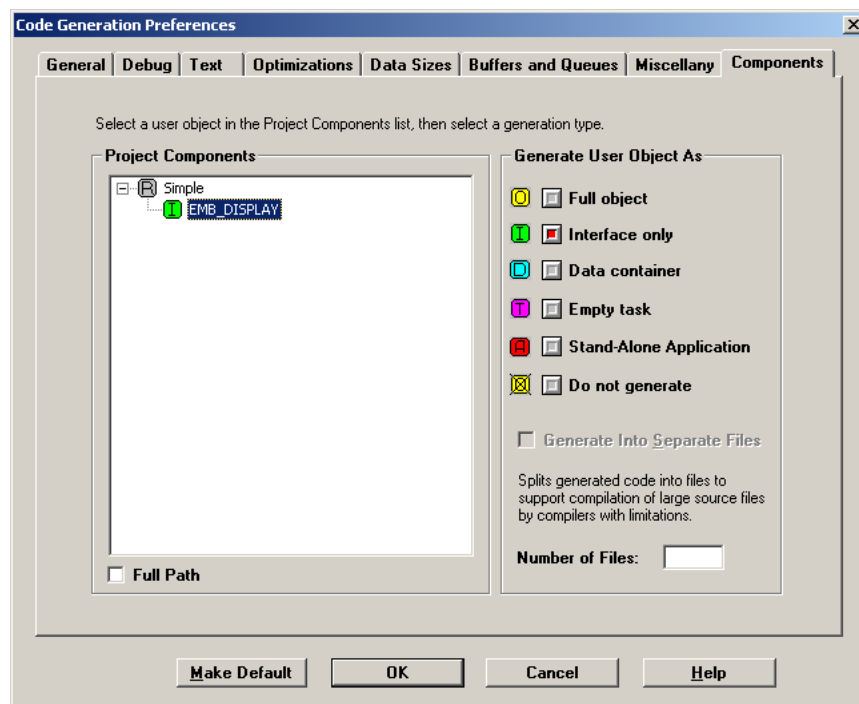 Code Generation Preferences
General Debug Text Optimizations Data Sizes Buffers and Queues Miscellany Components
Select a user object in the Project Components list, then select a generation type.
Project Components
R Simple
I EMB_DISPLAY
Full Path
Generate User Object As
O Full object
I Interface only
D Data container
T Empty task
A Stand-Alone Application
Do not generate
Generate Into Separate Files
Splits generated code into files to
support compilation of large source files
by compilers with limitations.
Number of Files:
Make Default OK Cancel Help